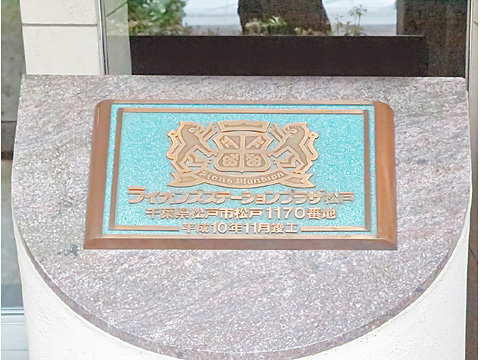 Lions Mansion
ライオンズステーションプラザ松戸
千葉県松戸市松戸1170番地
平成10年11月竣工